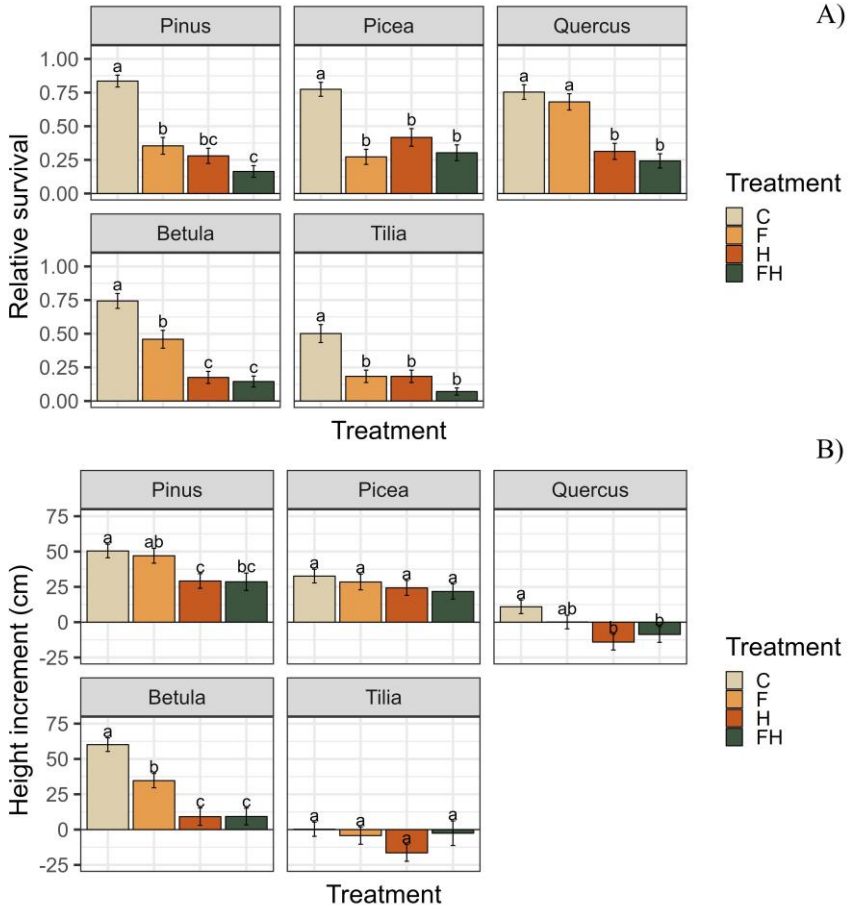 A)
Pinus Picea Quercus
1.00
0.75
0.50
0.25
0.00
a b bc c
a b b b
a a b b
Relative survival
Betula Tilia
1.00
0.75
0.50
0.25
0.00
a b c c
a b b b
Treatment
Treatment
C
F
H
FH
B)
Pinus Picea Quercus
75
50
25
0
-25
a ab c bc
a a a a
a ab b b
Height increment (cm)
Betula Tilia
75
50
25
0
-25
a b c c
a a a a
Treatment
Treatment
C
F
H
FH